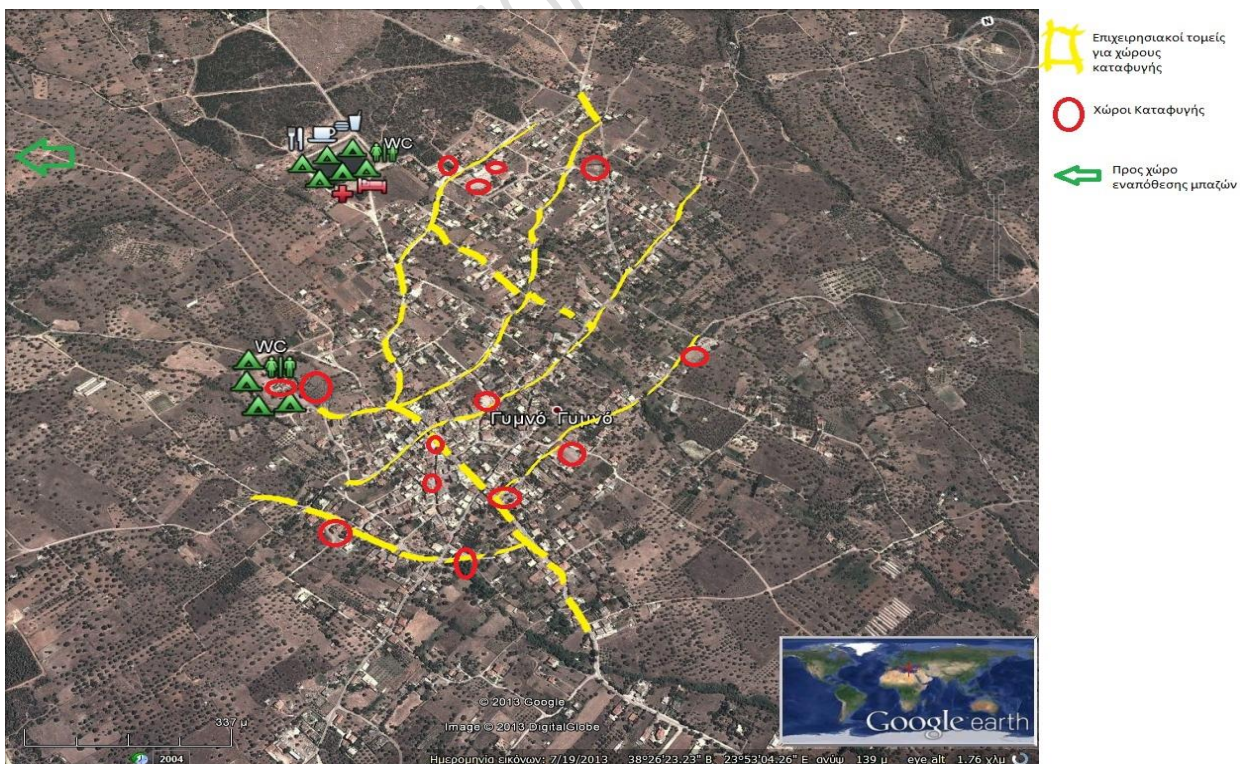 WC
WC
Γυμνό Γυμνό
© 2013 Google
Image © 2013 DigitalGlobe
337 μ
2004
Ημερομηνία εικόνων: 7/19/2013 38°26'23.23" Β 23°53'04.26" Ε ανύψ 139 μ eye alt 1.76 χλμ
Google earth
N
Επιχειρησιακοί τομείς
για χώρους
καταφυγής
Χώροι Καταφυγής
Προς χώρο
εναπόθεσης μπαζών